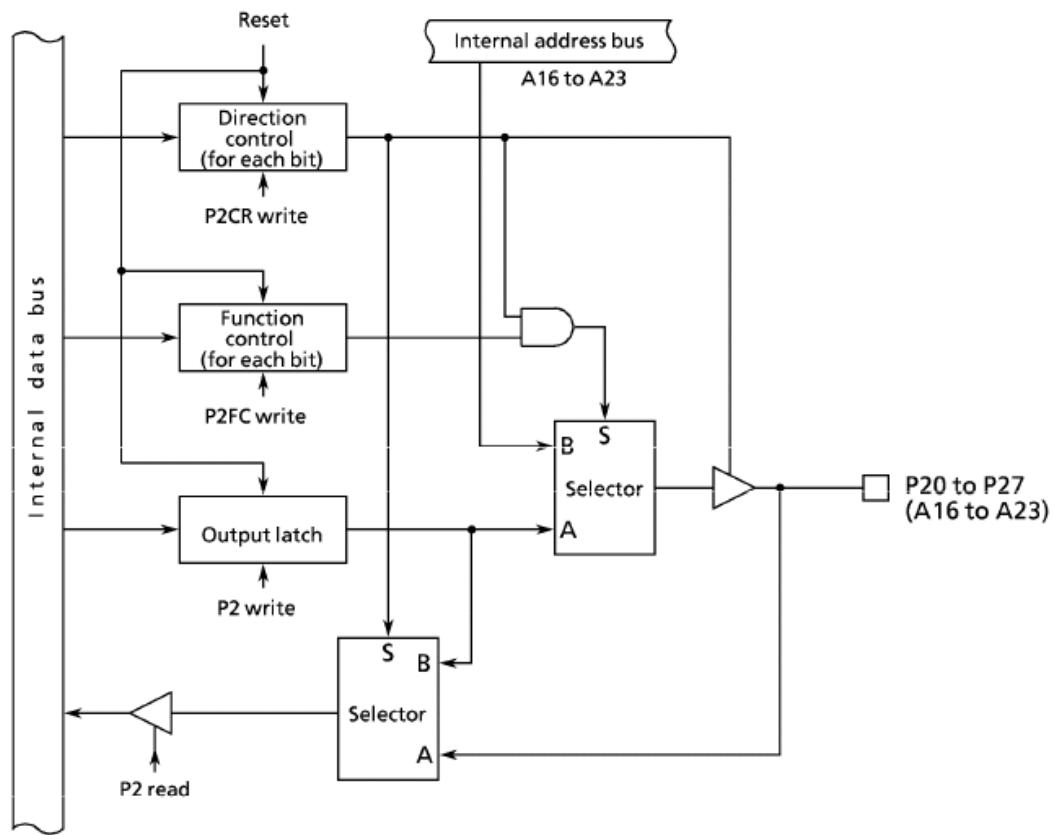 Reset
Internal address bus
A16 to A23
Direction
control
(for each bit)
P2CR write
Internal data bus
Function
control
(for each bit)
P2FC write
B
S
Selector
A
P20 to P27
(A16 to A23)
Output latch
P2 write
S
B
Selector
A
P2 read